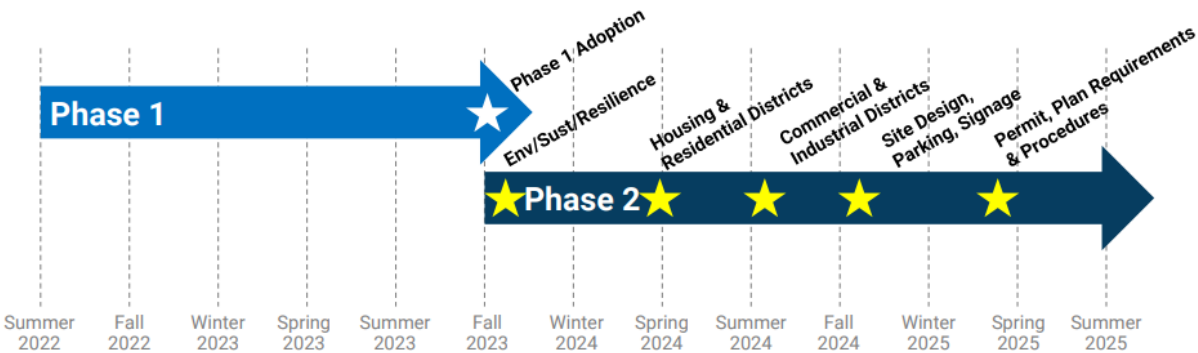 Phase 1 Adoption
Phase 1
Env/Sust/Resilience
Housing &
Residential Districts
Commercial &
Industrial Districts
Site Design,
Parking, Signage
Permit, Plan Requirements
& Procedures
Phase 2
Summer
2022
Fall
2022
Winter
2023
Spring
2023
Summer
2023
Fall
2023
Winter
2024
Spring
2024
Summer
2024
Fall
2024
Winter
2025
Spring
2025
Summer
2025